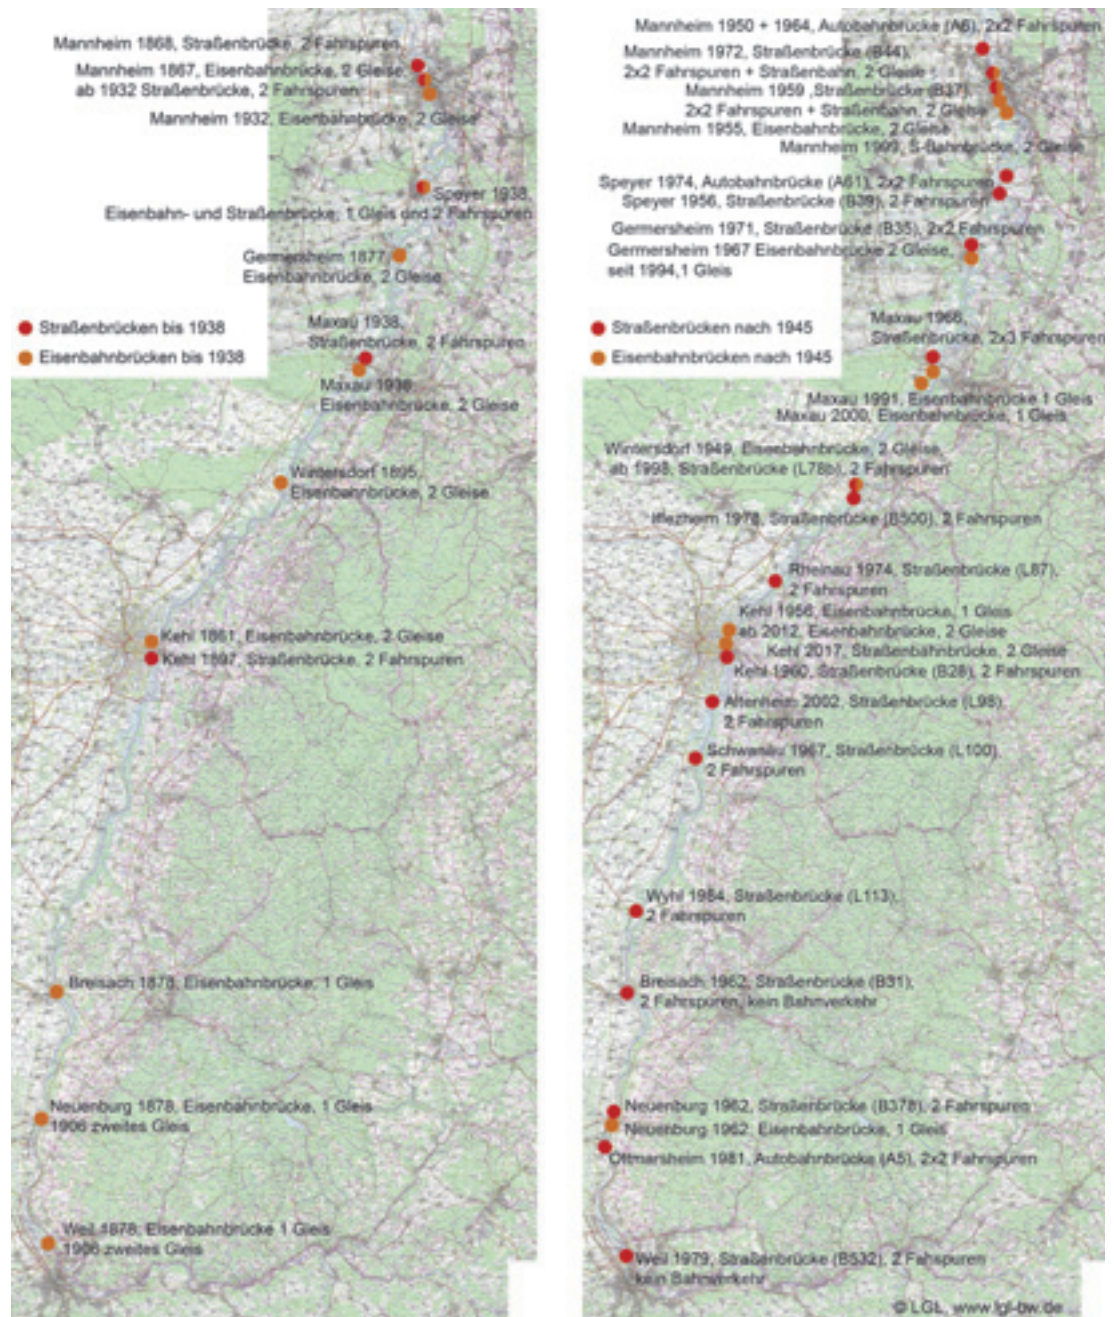 Mannheim 1868, Straßenbrücke, 2 Fahrspuren
Mannheim 1867, Eisenbahnbrücke, 2 Gleise,
ab 1932 Straßenbrücke, 2 Fahrspuren
Mannheim 1932, Eisenbahnbrücke, 2 Gleise
Speyer 1938,
Eisenbahn- und Straßenbrücke, 1 Gleis und 2 Fahrspuren
Germersheim 1877,
Eisenbahnbrücke, 2 Gleise
Straßenbrücken bis 1938
Eisenbahnbrücken bis 1938
Maxau 1938,
Straßenbrücke, 2 Fahrspuren
Maxau 1938,
Eisenbahnbrücke, 2 Gleise
Wintersdorf 1895,
Eisenbahnbrücke, 2 Gleise
Kehl 1861, Eisenbahnbrücke, 2 Gleise
Kehl 1897, Straßenbrücke, 2 Fahrspuren
Breisach 1878, Eisenbahnbrücke, 1 Gleis
Neuenburg 1878, Eisenbahnbrücke, 1 Gleis
1906 zweites Gleis
Weil 1878, Eisenbahnbrücke 1 Gleis
1906 zweites Gleis
Mannheim 1950 + 1964, Autobahnbrücke (A6), 2x2 Fahrspuren
Mannheim 1972, Straßenbrücke (B44),
2x2 Fahrspuren + Straßenbahn, 2 Gleise
Mannheim 1959 ,Straßenbrücke (B37),
2x2 Fahrspuren + Straßenbahn, 2 Gleise
Mannheim 1955, Eisenbahnbrücke, 2 Gleise
Mannheim 1999, S-Bahnbrücke, 2 Gleise
Speyer 1974, Autobahnbrücke (A61), 2x2 Fahrspuren
Speyer 1956, Straßenbrücke (B39), 2 Fahrspuren
Germersheim 1971, Straßenbrücke (B35), 2x2 Fahrspuren
Germersheim 1967 Eisenbahnbrücke 2 Gleise,
seit 1994,1 Gleis
Straßenbrücken nach 1945
Eisenbahnbrücken nach 1945
Maxau 1966,
Straßenbrücke, 2x3 Fahrspuren
Maxau 1991, Eisenbahnbrücke 1 Gleis
Maxau 2000, Eisenbahnbrücke, 1 Gleis
Wintersdorf 1949, Eisenbahnbrücke, 2 Gleise,
ab 1998, Straßenbrücke (L78b), 2 Fahrspuren
Iffezheim 1978, Straßenbrücke (B500), 2 Fahrspuren
Rheinau 1974, Straßenbrücke (L87),
2 Fahrspuren
Kehl 1956, Eisenbahnbrücke, 1 Gleis
ab 2012, Eisenbahnbrücke, 2 Gleise
Kehl 2017, Straßenbahnbrücke, 2 Gleise
Kehl 1960, Straßenbrücke (B28), 2 Fahrspuren
Altenheim 2002, Straßenbrücke (L98),
2 Fahrspuren
Schwanau 1967, Straßenbrücke (L100),
2 Fahrspuren
Wyhl 1984, Straßenbrücke (L113),
2 Fahrspuren
Breisach 1962, Straßenbrücke (B31),
2 Fahrspuren, kein Bahnverkehr
Neuenburg 1962, Straßenbrücke (B378), 2 Fahrspuren
Neuenburg 1962, Eisenbahnbrücke, 1 Gleis
Ottmarsheim 1981, Autobahnbrücke (A5), 2x2 Fahrspuren
Weil 1979, Straßenbrücke (B532), 2 Fahspuren
kein Bahnverkehr
© LGL, www.lgl-bw.de